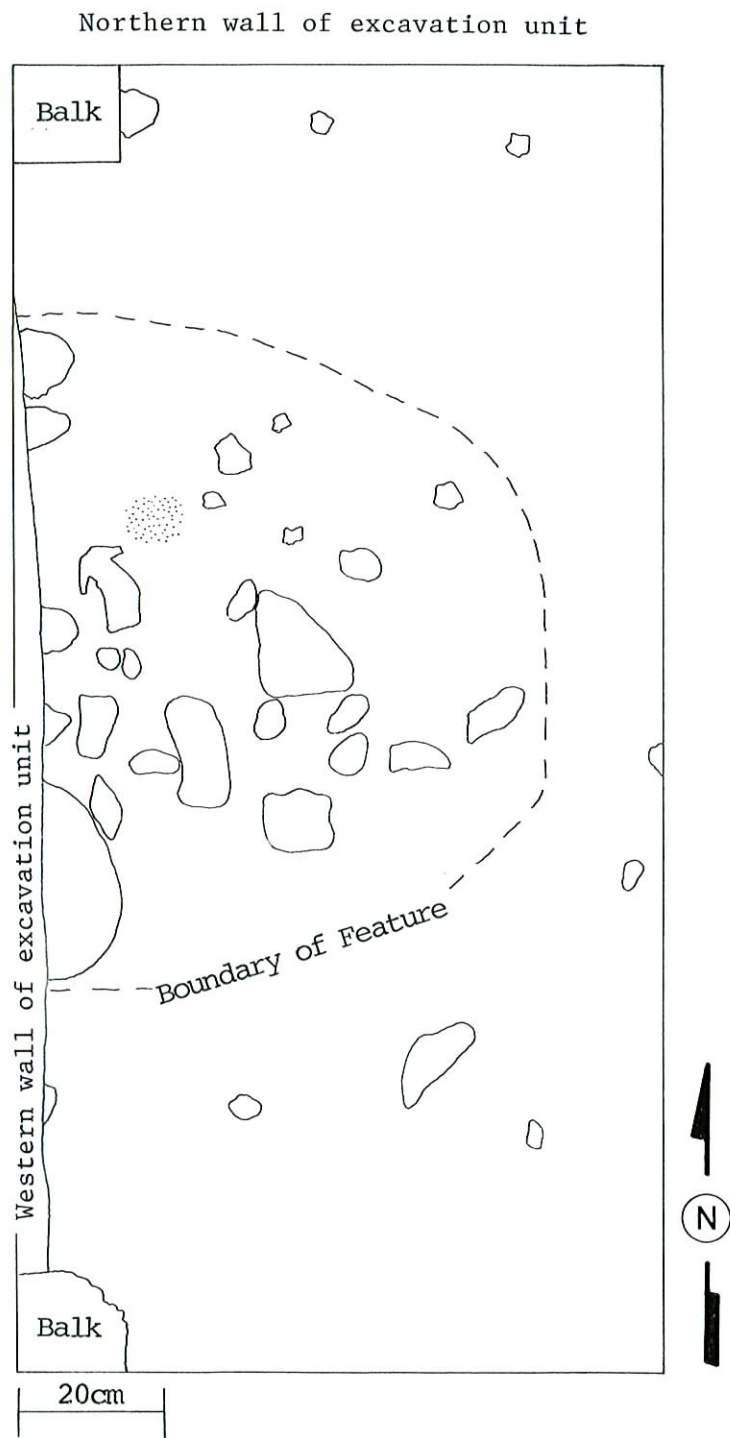 Northern wall of excavation unit
Balk
Western wall of excavation unit
Boundary of Feature
N
Balk
20cm